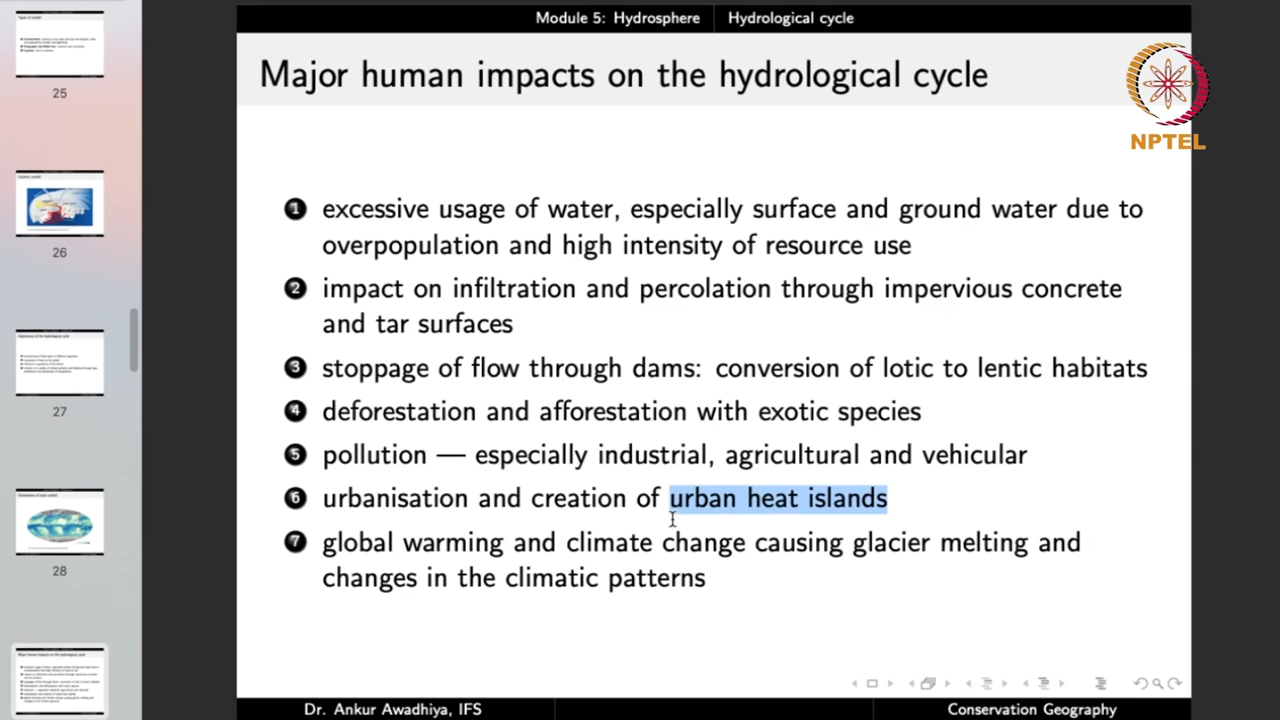 Module 5: Hydrosphere
Hydrological cycle
Major human impacts on the hydrological cycle
NPTEL
1 excessive usage of water, especially surface and ground water due to
overpopulation and high intensity of resource use
2 impact on infiltration and percolation through impervious concrete
and tar surfaces
3 stoppage of flow through dams: conversion of lotic to lentic habitats
4 deforestation and afforestation with exotic species
5 pollution — especially industrial, agricultural and vehicular
6 urbanisation and creation of urban heat islands
7 global warming and climate change causing glacier melting and
changes in the climatic patterns
Dr. Ankur Awadhiya, IFS
Conservation Geography
25
26
27
28